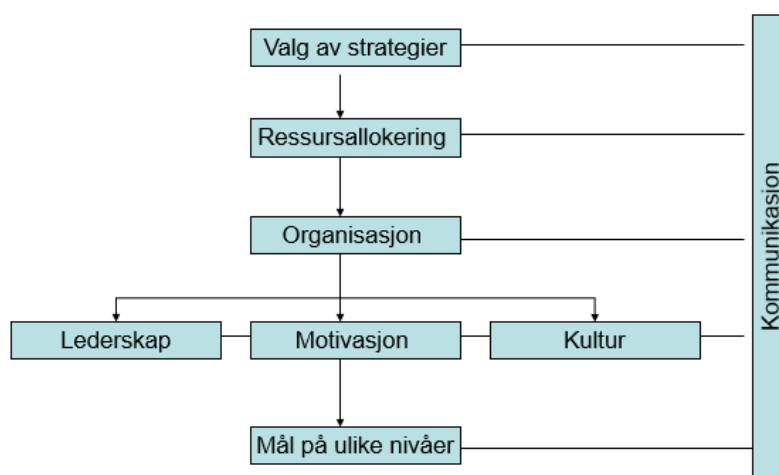 Valg av strategier
Ressursallokering
Organisasjon
Lederskap
Motivasjon
Kultur
Mål på ulike nivåer
Kommunikasjon